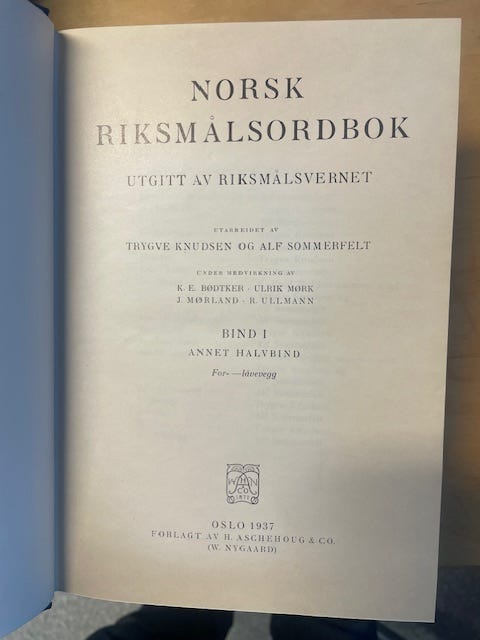 NORSK
RIKSMÅLSORDBOK
UTGITT AV RIKSMÅLSVERNET
UTARBEIDET AV
TRYGVE KNUDSEN OG ALF SOMMERFELT
UNDER MEDVIRKNING AV
K. E. BØDTKER · ULRIK MØRK
J. MØRLAND · R. ULLMANN
BIND I
ANNET HALVBIND
For- —låvevegg
OSLO 1937
FORLAGT AV H. ASCHEHOUG & CO.
(W. NYGAARD)